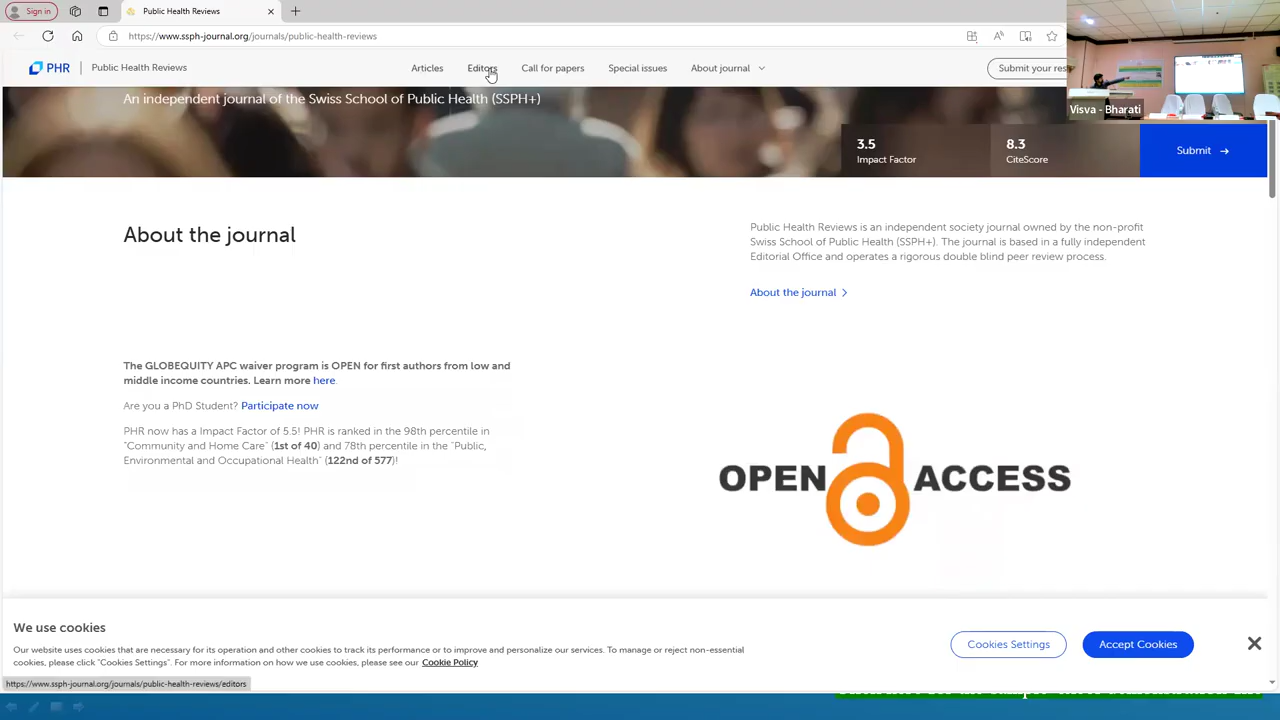 Sign in
Public Health Reviews
https://www.ssph-journal.org/journals/public-health-reviews
PHR
Public Health Reviews
Articles
Editors
Call for papers
Special issues
About journal
Submit your res
Visva - Bharati
An independent journal of the Swiss School of Public Health (SSPH+)
3.5
Impact Factor
8.3
CiteScore
Submit →
About the journal
Public Health Reviews is an independent society journal owned by the non-profit
Swiss School of Public Health (SSPH+). The journal is based in a fully independent
Editorial Office and operates a rigorous double blind peer review process.
About the journal >
The GLOBEQUITY APC waiver program is OPEN for first authors from low and
middle income countries. Learn more here.
Are you a PhD Student? Participate now
PHR now has a Impact Factor of 5.5! PHR is ranked in the 98th percentile in
"Community and Home Care" (1st of 40) and 78th percentile in the "Public,
Environmental and Occupational Health" (122nd of 577)!
OPEN ACCESS
We use cookies
Our website uses cookies that are necessary for its operation and other cookies to track its performance or to improve and personalize our services. To manage or reject non-essential
cookies, please click "Cookies Settings". For more information on how we use cookies, please see our Cookie Policy
Cookies Settings
Accept Cookies
https://www.ssph-journal.org/journals/public-health-reviews/editors